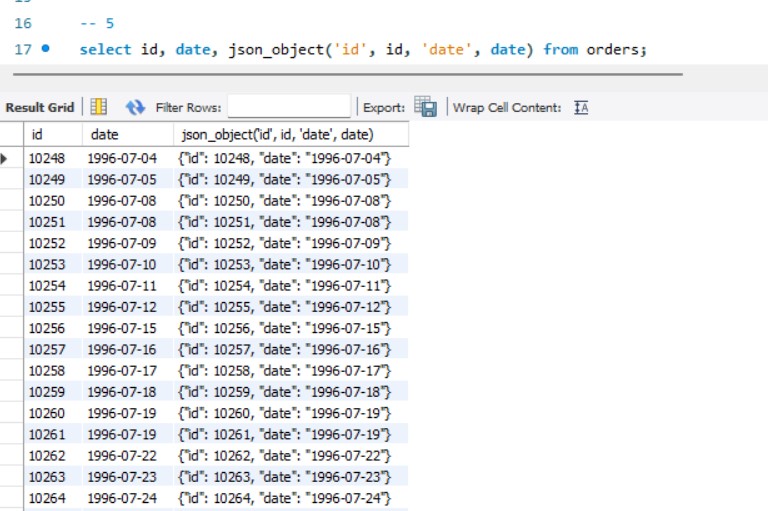 16 -- 5
17 select id, date, json_object('id', id, 'date', date) from orders;
Result Grid Filter Rows: Export: Wrap Cell Content:
id date json_object('id', id, 'date', date)
10248 1996-07-04 {"id": 10248, "date": "1996-07-04"}
10249 1996-07-05 {"id": 10249, "date": "1996-07-05"}
10250 1996-07-08 {"id": 10250, "date": "1996-07-08"}
10251 1996-07-08 {"id": 10251, "date": "1996-07-08"}
10252 1996-07-09 {"id": 10252, "date": "1996-07-09"}
10253 1996-07-10 {"id": 10253, "date": "1996-07-10"}
10254 1996-07-11 {"id": 10254, "date": "1996-07-11"}
10255 1996-07-12 {"id": 10255, "date": "1996-07-12"}
10256 1996-07-15 {"id": 10256, "date": "1996-07-15"}
10257 1996-07-16 {"id": 10257, "date": "1996-07-16"}
10258 1996-07-17 {"id": 10258, "date": "1996-07-17"}
10259 1996-07-18 {"id": 10259, "date": "1996-07-18"}
10260 1996-07-19 {"id": 10260, "date": "1996-07-19"}
10261 1996-07-19 {"id": 10261, "date": "1996-07-19"}
10262 1996-07-22 {"id": 10262, "date": "1996-07-22"}
10263 1996-07-23 {"id": 10263, "date": "1996-07-23"}
10264 1996-07-24 {"id": 10264, "date": "1996-07-24"}